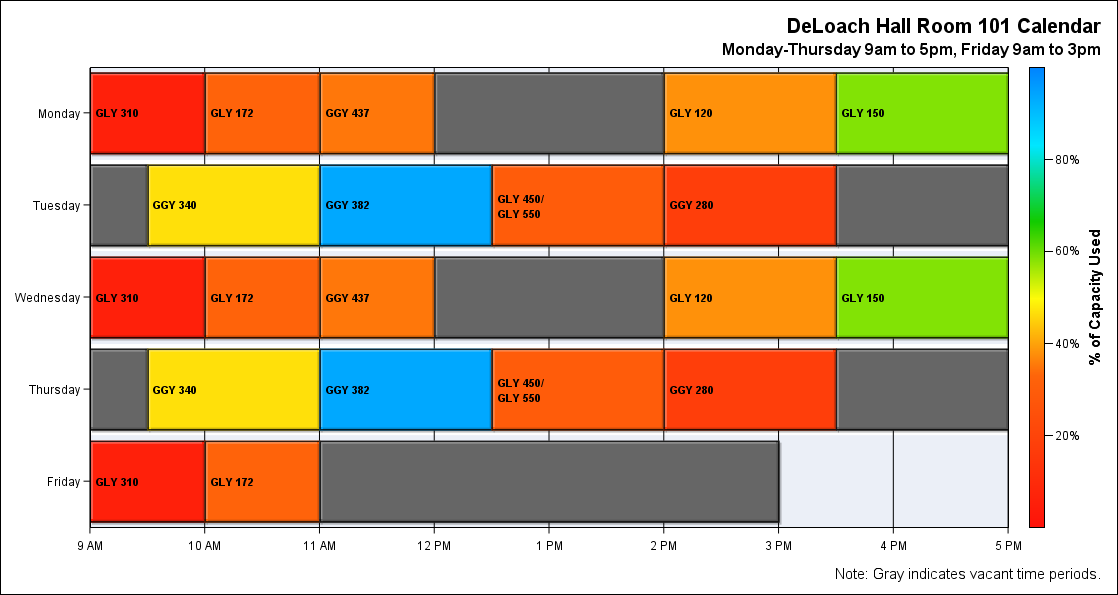 DeLoach Hall Room 101 Calendar
Monday-Thursday 9am to 5pm, Friday 9am to 3pm
Monday
GLY 310
GLY 172
GGY 437
GLY 120
GLY 150
Tuesday
GGY 340
GGY 382
GLY 450/
GLY 550
GGY 280
Wednesday
GLY 310
GLY 172
GGY 437
GLY 120
GLY 150
Thursday
GGY 340
GGY 382
GLY 450/
GLY 550
GGY 280
Friday
GLY 310
GLY 172
9 AM
10 AM
11 AM
12 PM
1 PM
2 PM
3 PM
4 PM
5 PM
80%
60%
40%
20%
% of Capacity Used
Note: Gray indicates vacant time periods.